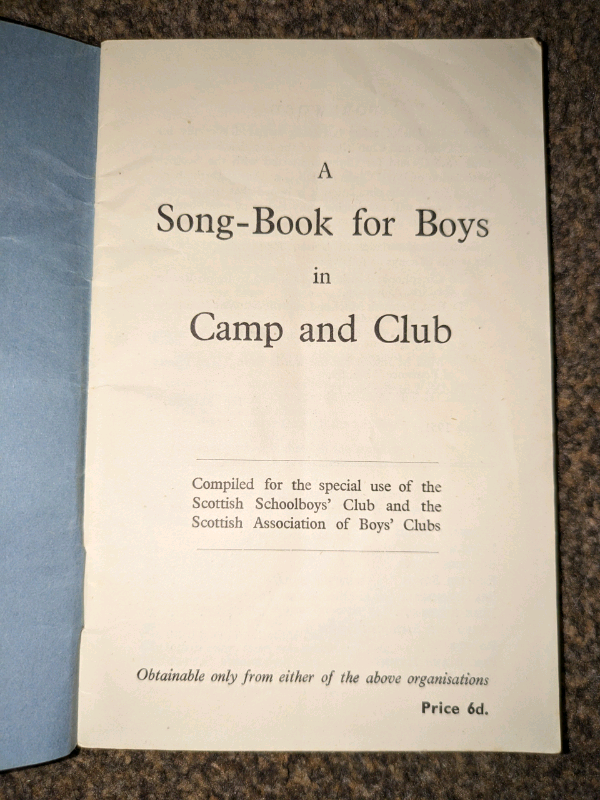 A
Song-Book for Boys
in
Camp and Club
Compiled for the special use of the
Scottish Schoolboys' Club and the
Scottish Association of Boys' Clubs
Obtainable only from either of the above organisations
Price 6d.